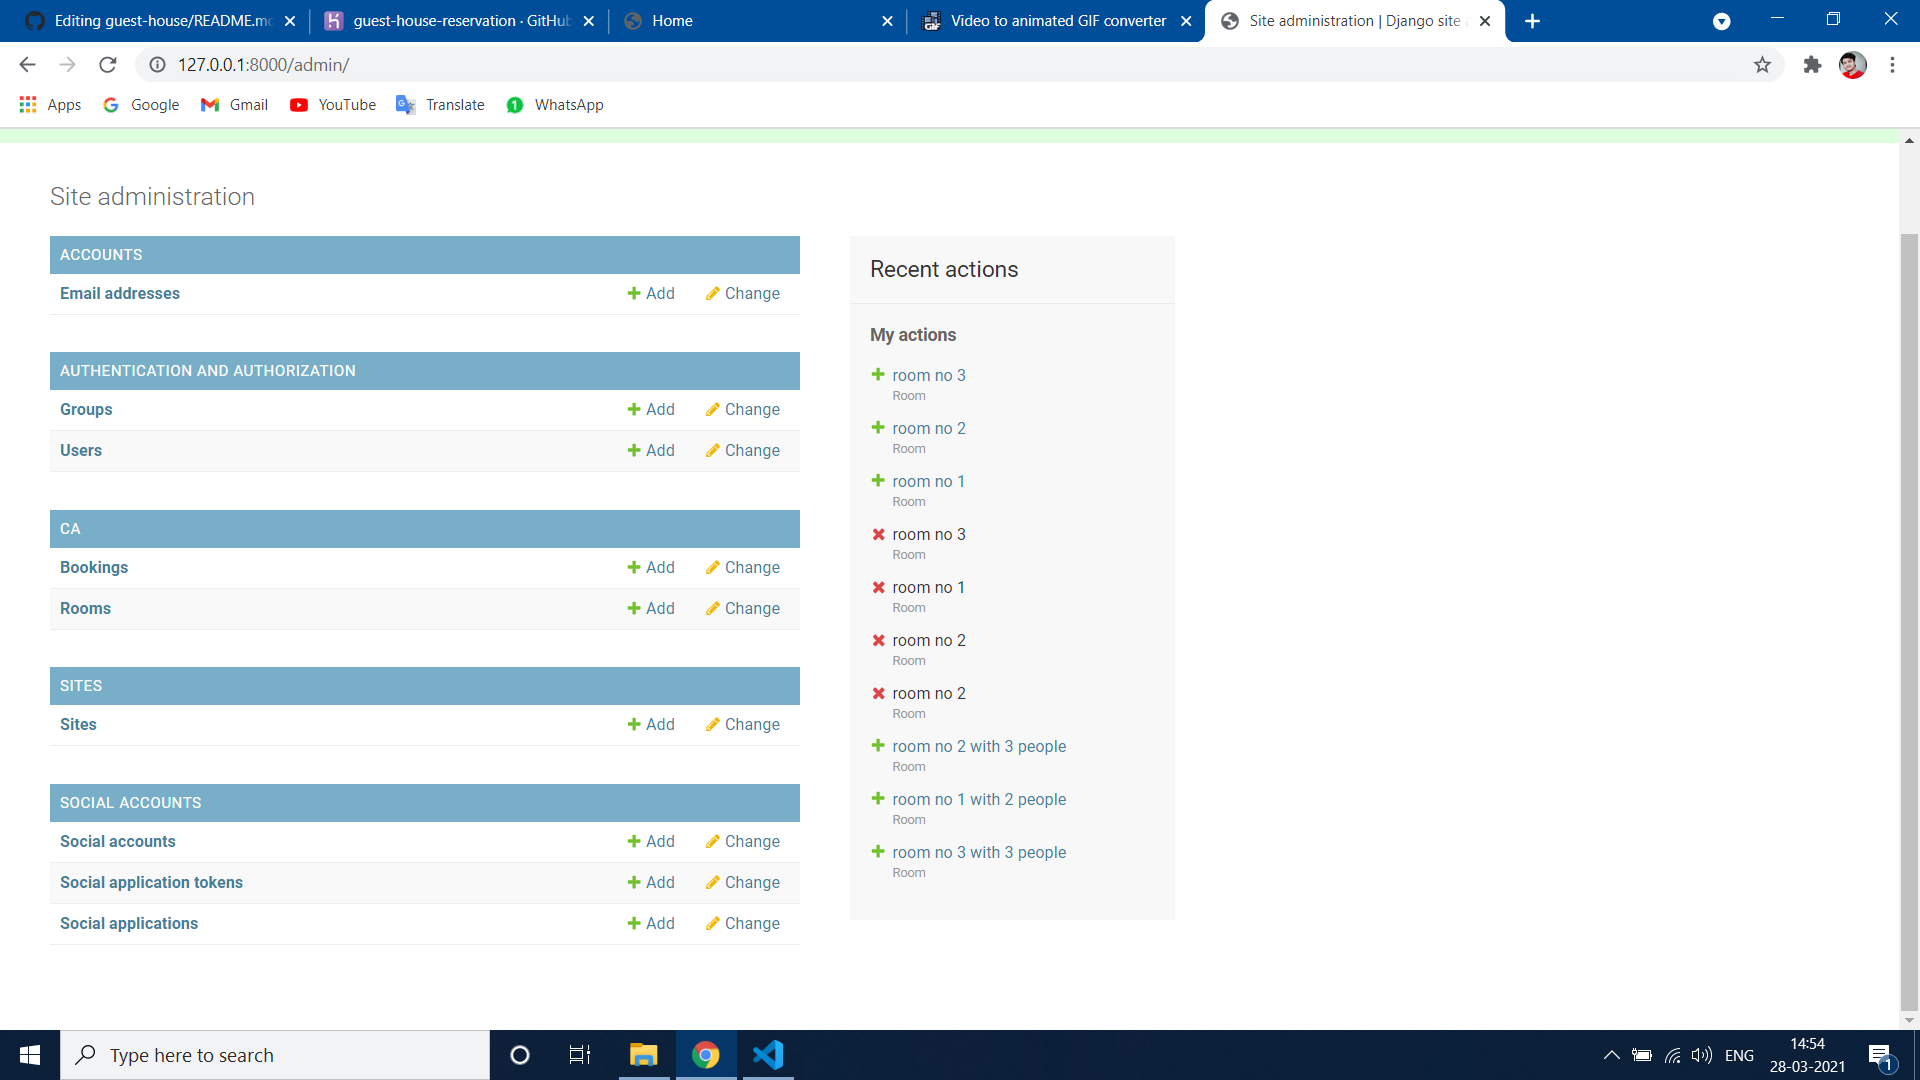 Editing guest-house/README.mc
guest-house-reservation · GitHub
Home
Video to animated GIF converter
Site administration | Django site a
127.0.0.1:8000/admin/
Apps
Google
Gmail
YouTube
Translate
WhatsApp
Site administration
ACCOUNTS
Email addresses Add Change
AUTHENTICATION AND AUTHORIZATION
Groups Add Change
Users Add Change
CA
Bookings Add Change
Rooms Add Change
SITES
Sites Add Change
SOCIAL ACCOUNTS
Social accounts Add Change
Social application tokens Add Change
Social applications Add Change
Recent actions
My actions
room no 3
Room
room no 2
Room
room no 1
Room
room no 3
Room
room no 1
Room
room no 2
Room
room no 2
Room
room no 2 with 3 people
Room
room no 1 with 2 people
Room
room no 3 with 3 people
Room
Type here to search
ENG
14:54
28-03-2021
1